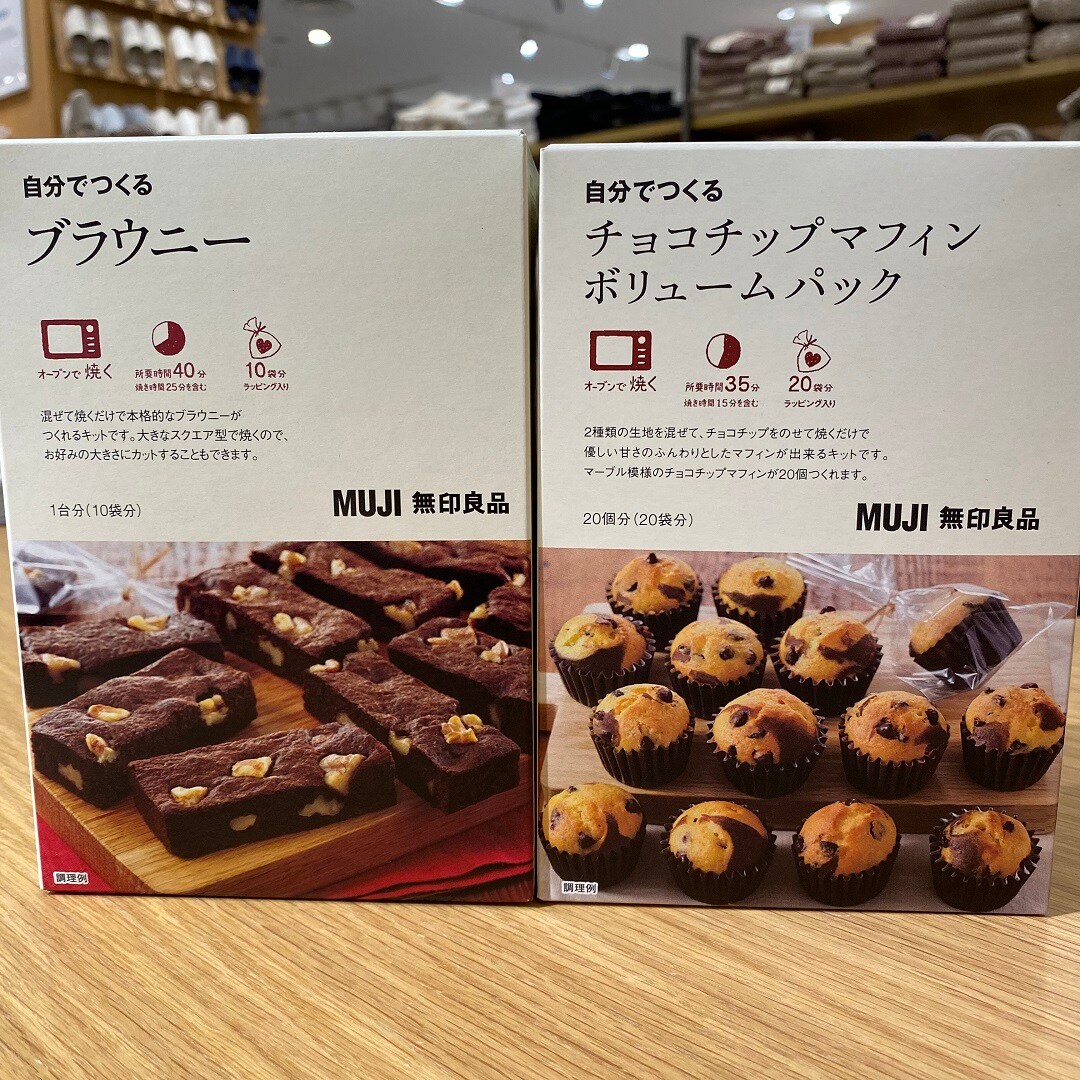 自分でつくる
ブラウニー
オーブンで 焼く
所要時間40分
焼き時間25分を含む
10袋分
ラッピング入り
混ぜて焼くだけで本格的なブラウニーが
つくれるキットです。大きなスクエア型で焼くので、
お好みの大きさにカットすることもできます。
1台分(10袋分)
MUJI 無印良品
調理例
自分でつくる
チョコチップマフィン
ボリュームパック
オーブンで 焼く
所要時間35分
焼き時間15分を含む
20袋分
ラッピング入り
2種類の生地を混ぜて、チョコチップをのせて焼くだけで
優しい甘さのふんわりとしたマフィンが出来るキットです。
マーブル模様のチョコチップマフィンが20個つくれます。
20個分(20袋分)
MUJI 無印良品
調理例